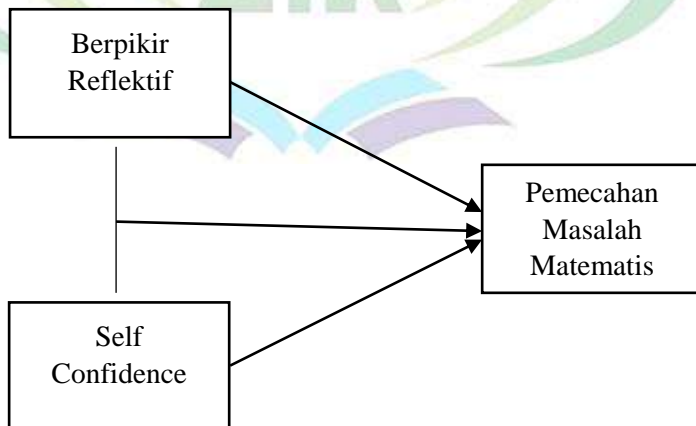 Berpikir
Reflektif
Pemecahan
Masalah
Matematis
Self
Confidence